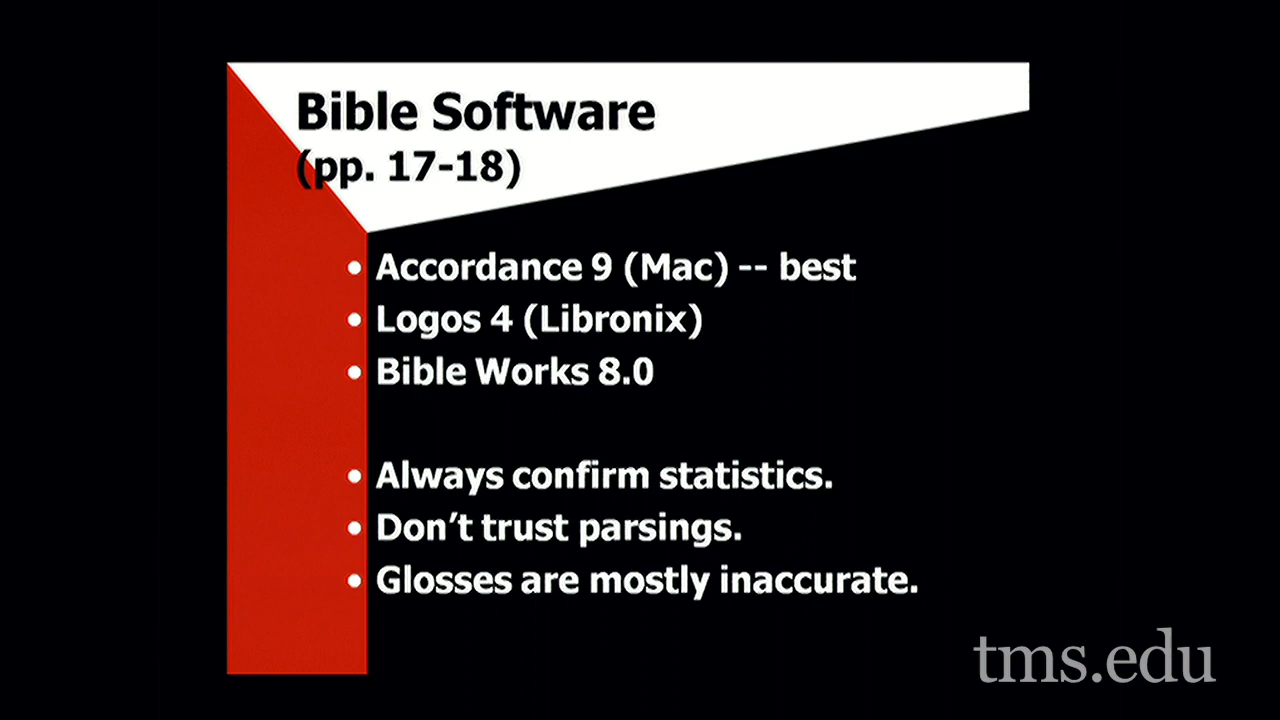 Bible Software
(pp. 17-18)
• Accordance 9 (Mac) -- best
• Logos 4 (Libronix)
• Bible Works 8.0
• Always confirm statistics.
• Don’t trust parsings.
• Glosses are mostly inaccurate.
tms.edu